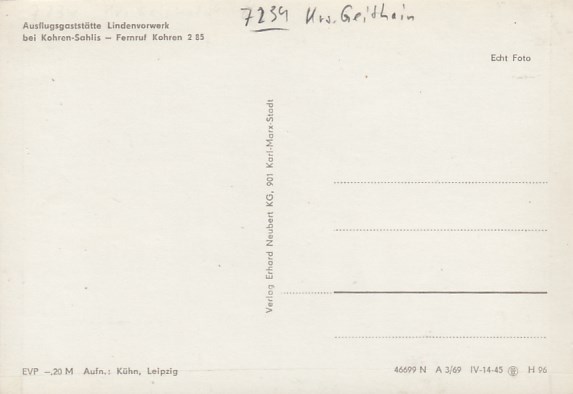 7239 Krs. Geithain
Ausflugsgaststätte Lindenvorwerk
bei Kohren-Sahlis — Fernruf Kohren 2 85
Echt Foto
Verlag Erhard Neubert KG, 901 Karl-Marx-Stadt
EVP —,20 M Aufn.: Kühn, Leipzig
46699 N A 3/69 IV-14-45 H 96